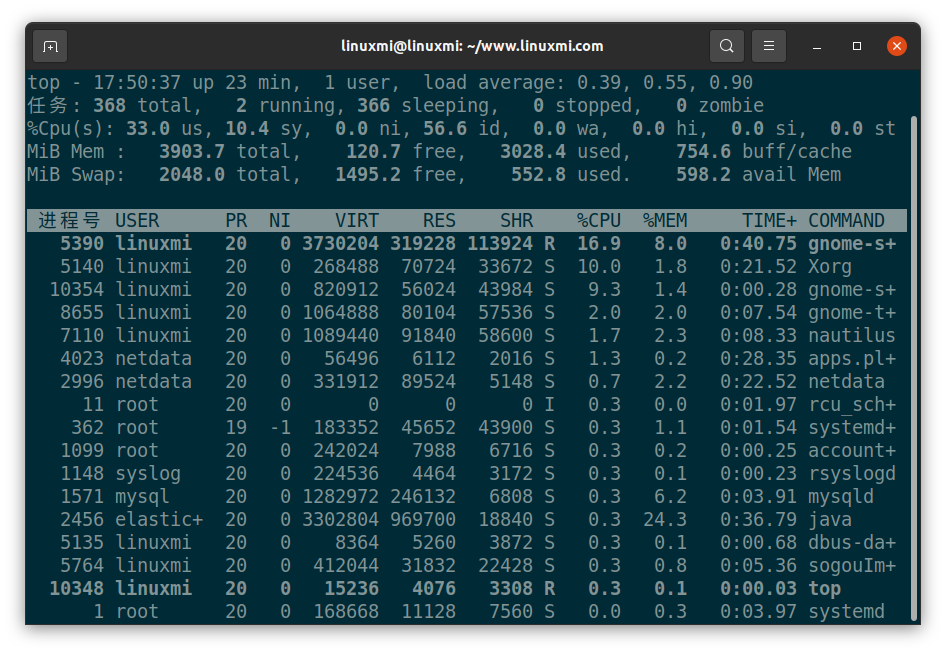 linuxmi@linuxmi: ~/www.linuxmi.com
top - 17:50:37 up 23 min,  1 user,  load average: 0.39, 0.55, 0.90
任务: 368 total,   2 running, 366 sleeping,   0 stopped,   0 zombie
%Cpu(s): 33.0 us, 10.4 sy,  0.0 ni, 56.6 id,  0.0 wa,  0.0 hi,  0.0 si,  0.0 st
MiB Mem :   3903.7 total,    120.7 free,   3028.4 used,    754.6 buff/cache
MiB Swap:   2048.0 total,   1495.2 free,    552.8 used.    598.2 avail Mem
进程号 USER      PR  NI    VIRT    RES    SHR    %CPU  %MEM     TIME+ COMMAND
5390 linuxmi   20   0 3730204 319228 113924 R  16.9   8.0   0:40.75 gnome-s+
5140 linuxmi   20   0  268488  70724  33672 S  10.0   1.8   0:21.52 Xorg
10354 linuxmi   20   0  820912  56024  43984 S   9.3   1.4   0:00.28 gnome-s+
8655 linuxmi   20   0 1064888  80104  57536 S   2.0   2.0   0:07.54 gnome-t+
7110 linuxmi   20   0 1089440  91840  58600 S   1.7   2.3   0:08.33 nautilus
4023 netdata   20   0   56496   6112   2016 S   1.3   0.2   0:28.35 apps.pl+
2996 netdata   20   0  331912  89524   5148 S   0.7   2.2   0:22.52 netdata
11 root      20   0       0      0      0 I   0.3   0.0   0:01.97 rcu_sch+
362 root      19  -1  183352  45652  43900 S   0.3   1.1   0:01.54 systemd+
1099 root      20   0  242024   7988   6716 S   0.3   0.2   0:00.25 account+
1148 syslog    20   0  224536   4464   3172 S   0.3   0.1   0:00.23 rsyslogd
1571 mysql     20   0 1282972 246132   6808 S   0.3   6.2   0:03.91 mysqld
2456 elastic+  20   0 3302804 969700  18840 S   0.3  24.3   0:36.79 java
5135 linuxmi   20   0    8364   5260   3872 S   0.3   0.1   0:00.68 dbus-da+
5764 linuxmi   20   0  412044  31832  22428 S   0.3   0.8   0:05.36 sogouIm+
10348 linuxmi   20   0   15236   4076   3308 R   0.3   0.1   0:00.03 top
1 root      20   0  168668  11128   7560 S   0.0   0.3   0:03.97 systemd